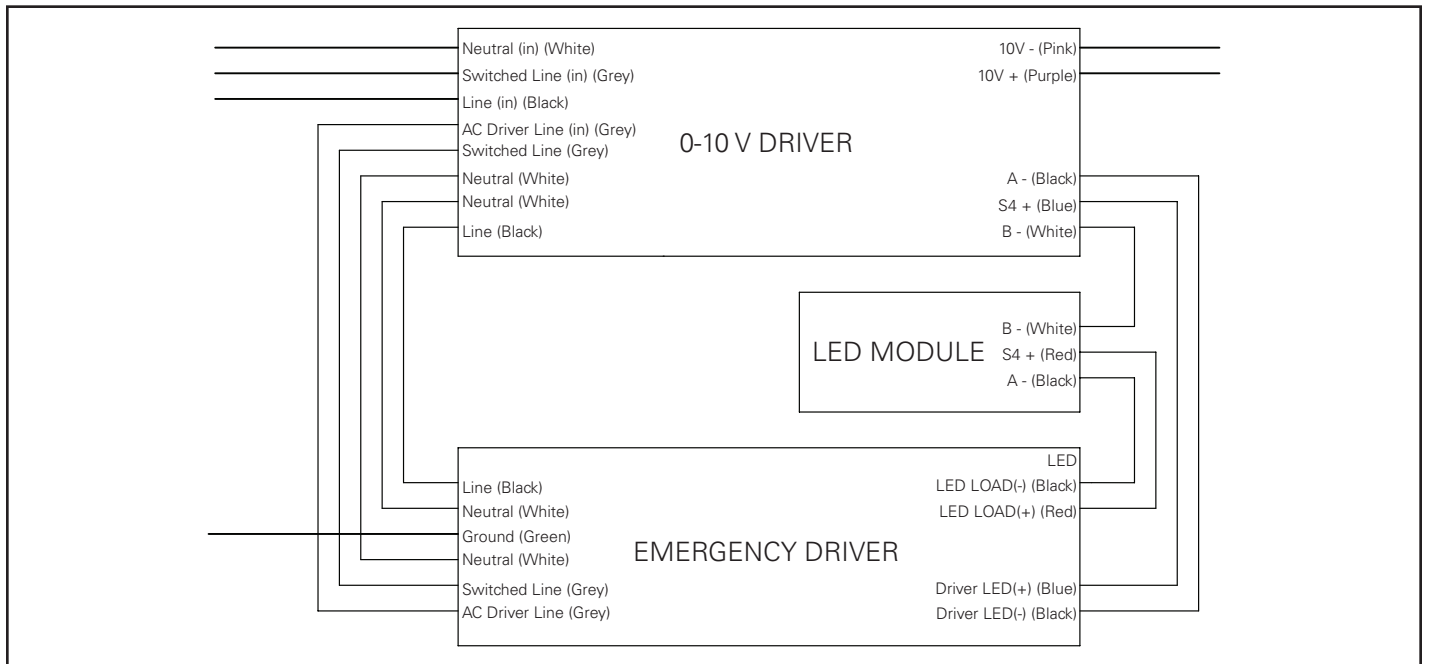 Neutral (in) (White)
Switched Line (in) (Grey)
Line (in) (Black)
AC Driver Line (in) (Grey)
Switched Line (Grey)
Neutral (White)
Neutral (White)
Line (Black)
0-10 V DRIVER
10V - (Pink)
10V + (Purple)
A - (Black)
S4 + (Blue)
B - (White)
LED MODULE
B - (White)
S4 + (Red)
A - (Black)
Line (Black)
Neutral (White)
Ground (Green)
Neutral (White)
Switched Line (Grey)
AC Driver Line (Grey)
EMERGENCY DRIVER
LED
LED LOAD(-) (Black)
LED LOAD(+) (Red)
Driver LED(+) (Blue)
Driver LED(-) (Black)